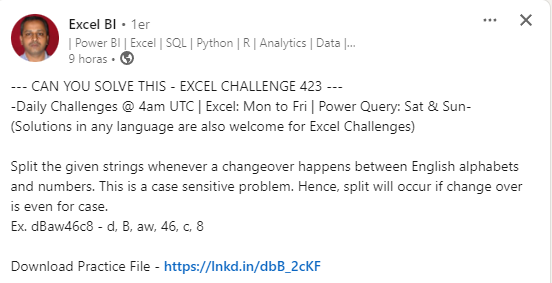 Excel BI • 1er
| Power BI | Excel | SQL | Python | R | Analytics | Data |...
9 horas •
--- CAN YOU SOLVE THIS - EXCEL CHALLENGE 423 ---
-Daily Challenges @ 4am UTC | Excel: Mon to Fri | Power Query: Sat & Sun-
(Solutions in any language are also welcome for Excel Challenges)
Split the given strings whenever a changeover happens between English alphabets
and numbers. This is a case sensitive problem. Hence, split will occur if change over
is even for case.
Ex. dBaw46c8 - d, B, aw, 46, c, 8
Download Practice File - https://lnkd.in/dbB_2cKF